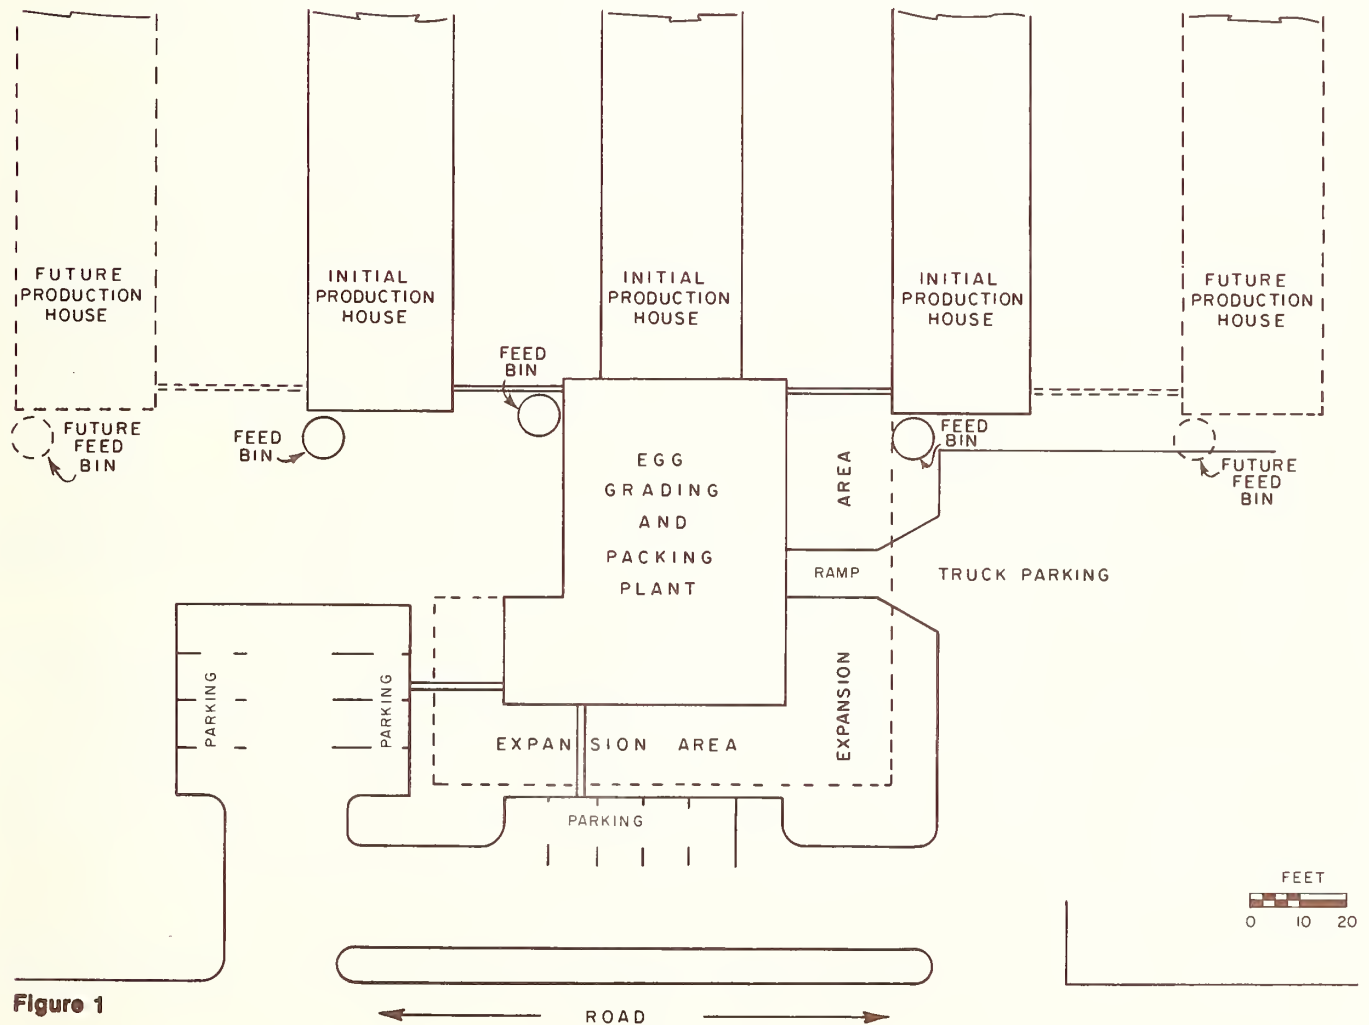 FUTURE
PRODUCTION
HOUSE
INITIAL
PRODUCTION
HOUSE
INITIAL
PRODUCTION
HOUSE
INITIAL
PRODUCTION
HOUSE
FUTURE
PRODUCTION
HOUSE
FUTURE
FEED
BIN
FEED
BIN
FEED
BIN
FEED
BIN
FUTURE
FEED
BIN
EGG
GRADING
AND
PACKING
PLANT
AREA
RAMP
TRUCK PARKING
PARKING
PARKING
EXPANSION
EXPANSION AREA
PARKING
FEET
0 10 20
Figure 1
ROAD